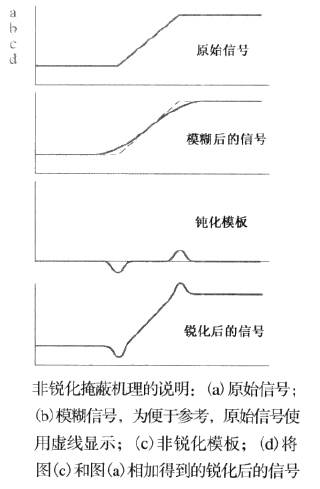 a
b
c
d
原始信号
模糊后的信号
钝化模板
锐化后的信号
非锐化掩蔽机理的说明：(a)原始信号；
(b)模糊信号，为便于参考，原始信号使
用虚线显示；(c)非锐化模板；(d)将
图(c)和图(a)相加得到的锐化后的信号